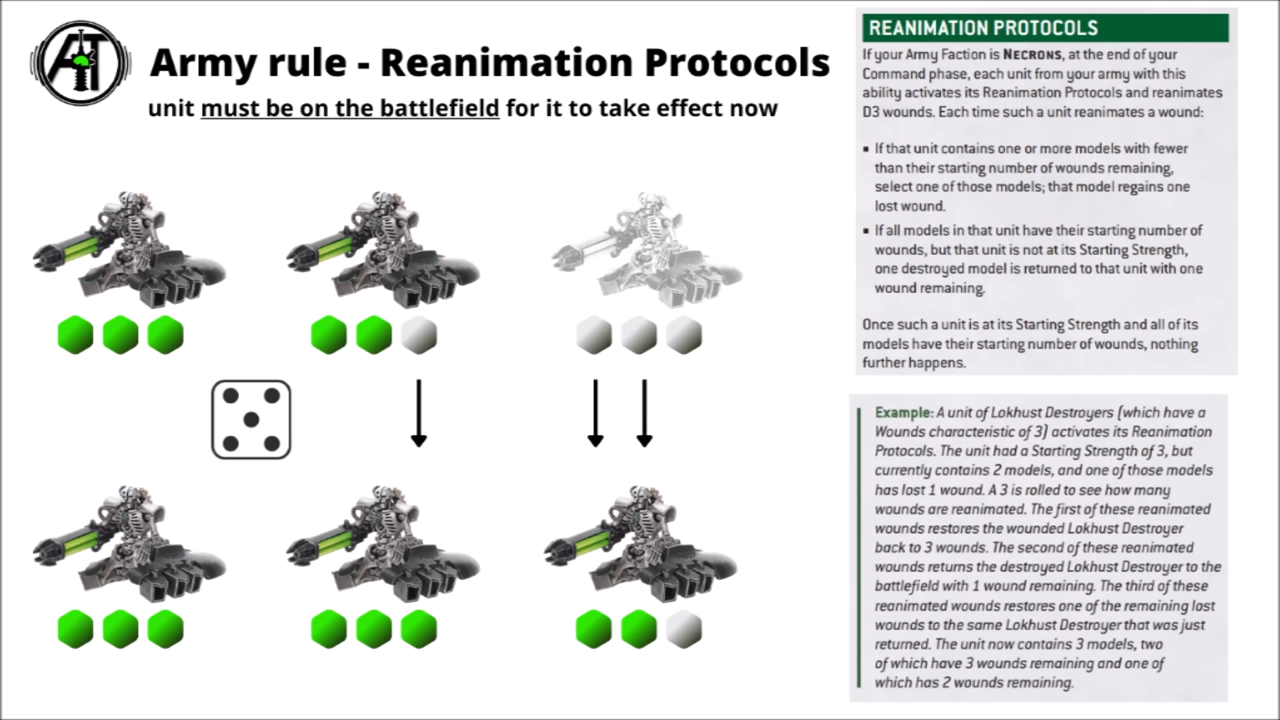 AT
Army rule - Reanimation Protocols
unit must be on the battlefield for it to take effect now
REANIMATION PROTOCOLS
If your Army Faction is NECRONS, at the end of your
Command phase, each unit from your army with this
ability activates its Reanimation Protocols and reanimates
D3 wounds. Each time such a unit reanimates a wound:
▪ If that unit contains one or more models with fewer
than their starting number of wounds remaining,
select one of those models; that model regains one
lost wound.
▪ If all models in that unit have their starting number of
wounds, but that unit is not at its Starting Strength,
one destroyed model is returned to that unit with one
wound remaining.
Once such a unit is at its Starting Strength and all of its
models have their starting number of wounds, nothing
further happens.
Example: A unit of Lokhust Destroyers (which have a
Wounds characteristic of 3) activates its Reanimation
Protocols. The unit had a Starting Strength of 3, but
currently contains 2 models, and one of those models
has lost 1 wound. A 3 is rolled to see how many
wounds are reanimated. The first of these reanimated
wounds restores the wounded Lokhust Destroyer
back to 3 wounds. The second of these reanimated
wounds returns the destroyed Lokhust Destroyer to the
battlefield with 1 wound remaining. The third of these
reanimated wounds restores one of the remaining lost
wounds to the same Lokhust Destroyer that was just
returned. The unit now contains 3 models, two
of which have 3 wounds remaining and one of
which has 2 wounds remaining.